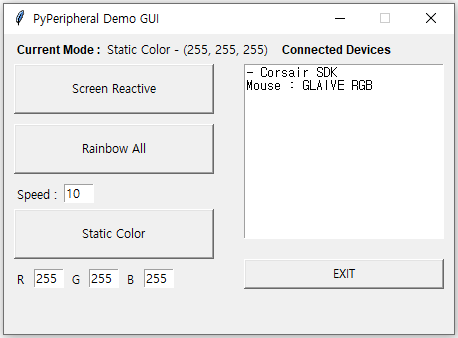 PyPeripheral Demo GUI
Current Mode : Static Color - (255, 255, 255) Connected Devices
Screen Reactive
Rainbow All
Speed : 10
Static Color
R 255 G 255 B 255
- Corsair SDK
Mouse : GLAIVE RGB
EXIT